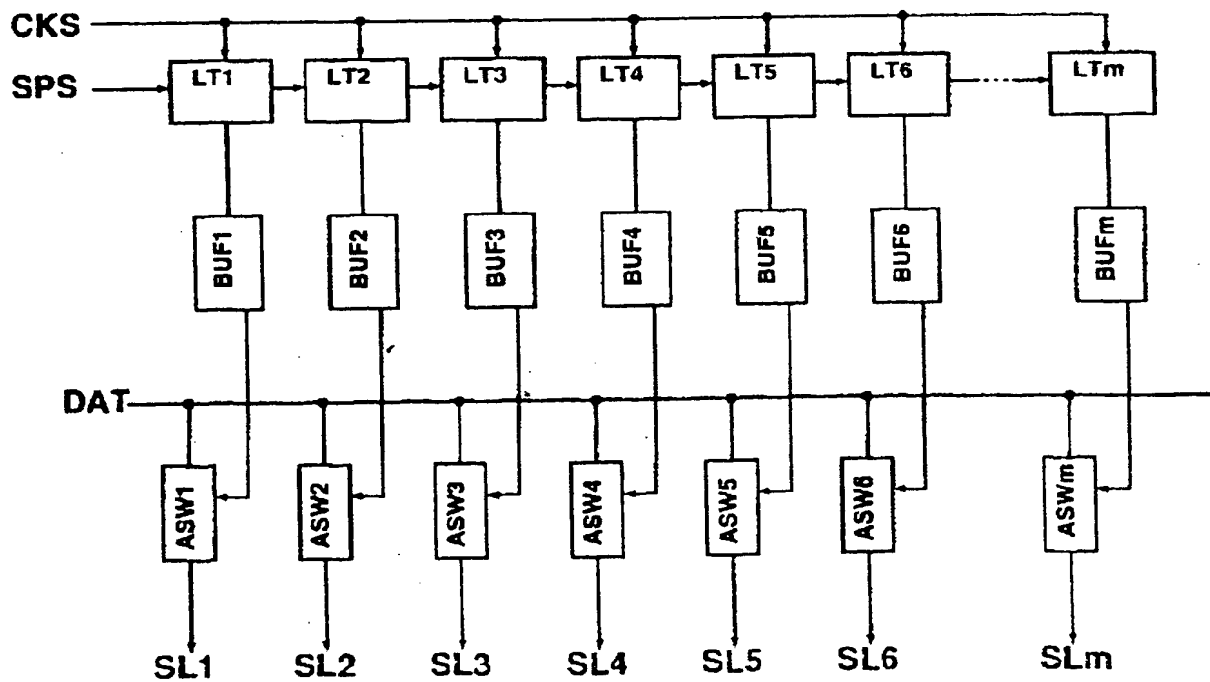 CKS
SPS
LT1 LT2 LT3 LT4 LT5 LT6 LTm
BUF1 BUF2 BUF3 BUF4 BUF5 BUF6 BUFm
DAT
ASW1 ASW2 ASW3 ASW4 ASW5 ASW6 ASWm
SL1 SL2 SL3 SL4 SL5 SL6 SLm